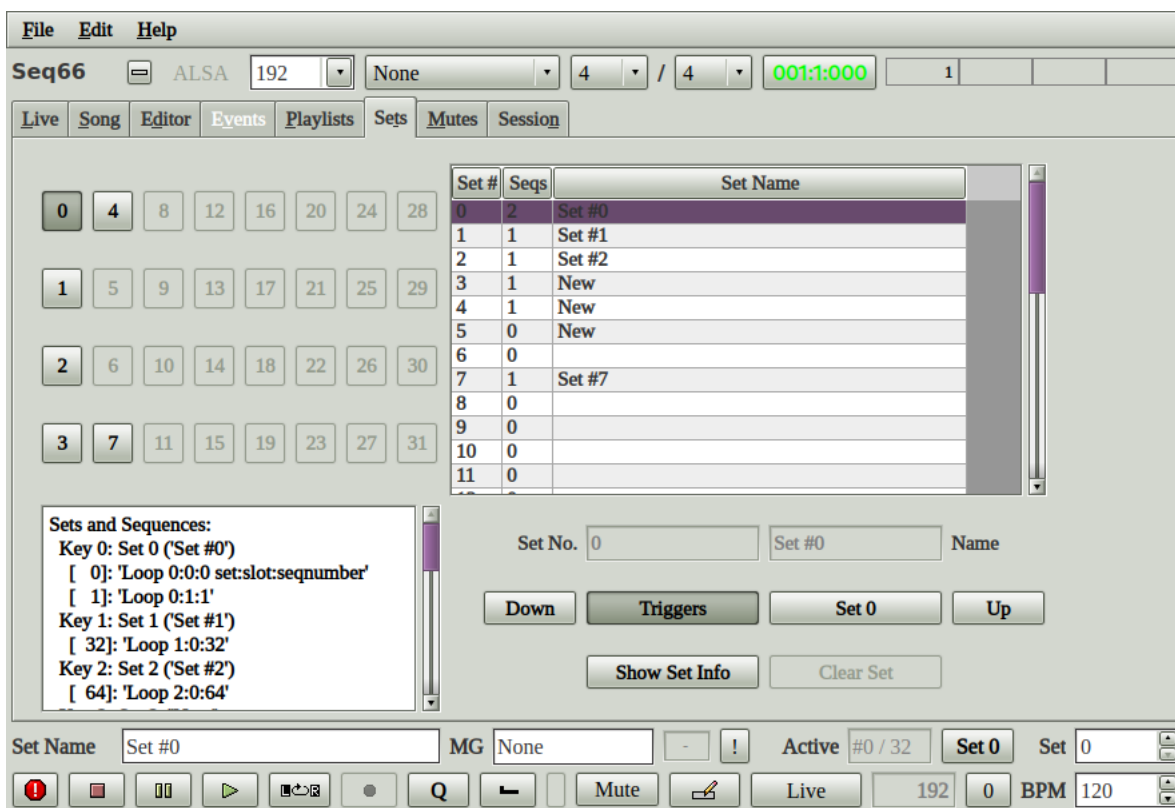 File Edit Help
Seq66 ALSA 192 None 4 / 4 001:1:000 1
Live Song Editor Events Playlists Sets Mutes Session
0 4 8 12 16 20 24 28
1 5 9 13 17 21 25 29
2 6 10 14 18 22 26 30
3 7 11 15 19 23 27 31
Set # Seqs Set Name
0 2 Set #0
1 1 Set #1
2 1 Set #2
3 1 New
4 1 New
5 0 New
6 0
7 1 Set #7
8 0
9 0
10 0
11 0
Sets and Sequences:
Key 0: Set 0 ('Set #0')
[ 0]: 'Loop 0:0:0 set:slot:seqnumber'
[ 1]: 'Loop 0:1:1'
Key 1: Set 1 ('Set #1')
[ 32]: 'Loop 1:0:32'
Key 2: Set 2 ('Set #2')
[ 64]: 'Loop 2:0:64'
Set No. 0 Set #0 Name
Down Triggers Set 0 Up
Show Set Info Clear Set
Set Name Set #0 MG None - ! Active #0 / 32 Set 0 Set 0
L R Q Mute Live 192 0 BPM 120